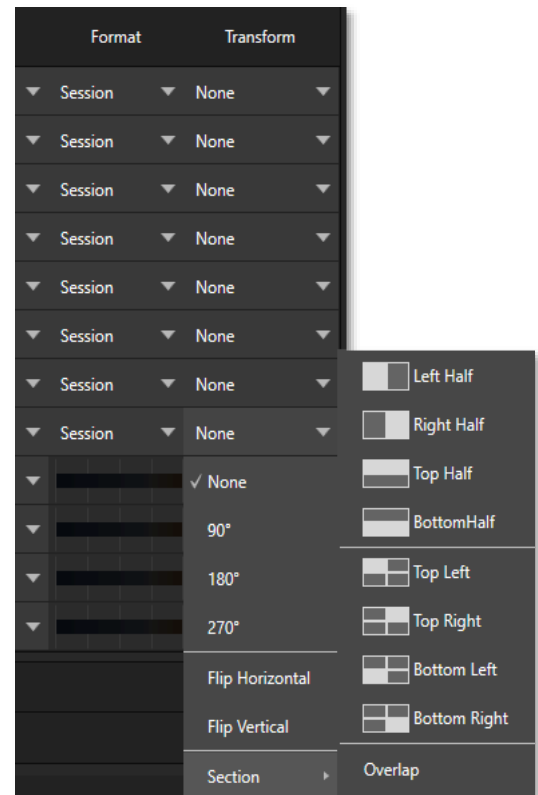 Format Transform
Session None
Session None
Session None
Session None
Session None
Session None
Session None
Session None
✓ None
90°
180°
270°
Flip Horizontal
Flip Vertical
Section
Left Half
Right Half
Top Half
BottomHalf
Top Left
Top Right
Bottom Left
Bottom Right
Overlap